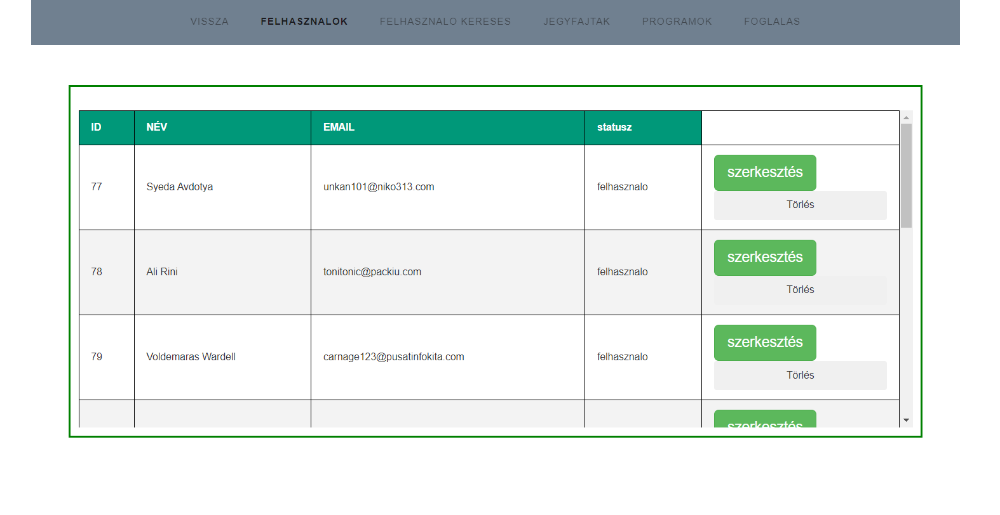 VISSZA FELHASZNALOK FELHASZNALO KERESES JEGYFAJTAK PROGRAMOK FOGLALAS
ID NÉV EMAIL statusz
77 Syeda Avdotya unkan101@niko313.com felhasznalo szerkesztés
Törlés
78 Ali Rini tonitonic@packiu.com felhasznalo szerkesztés
Törlés
79 Voldemaras Wardell carnage123@pusatinfokita.com felhasznalo szerkesztés
Törlés
szerkesztés